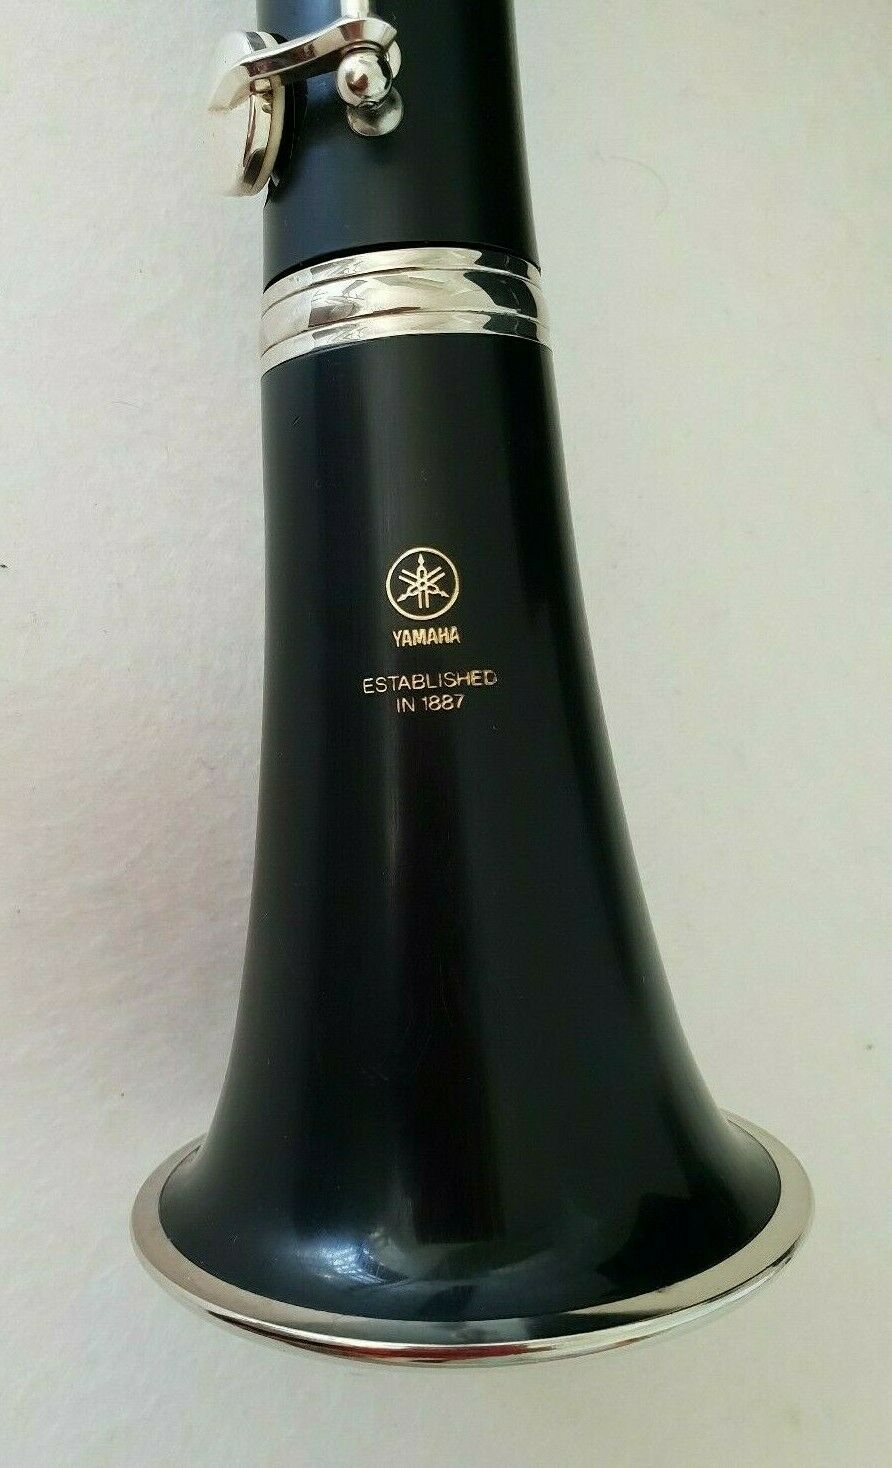 YAMAHA
ESTABLISHED
IN 1887